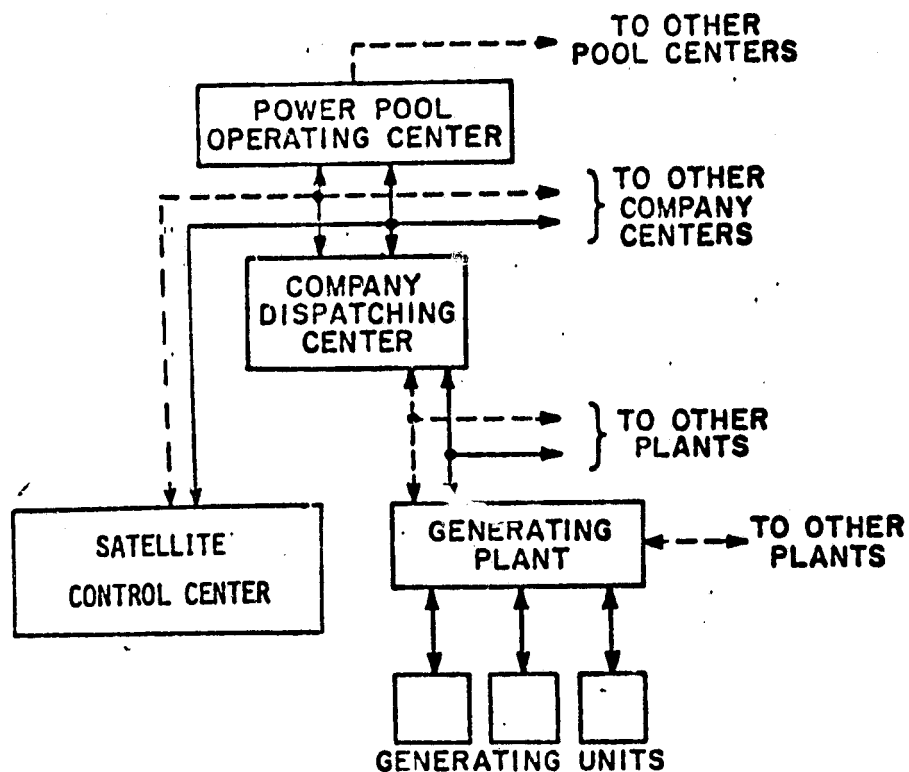 TO OTHER
POOL CENTERS
POWER POOL
OPERATING CENTER
TO OTHER
COMPANY
CENTERS
COMPANY
DISPATCHING
CENTER
TO OTHER
PLANTS
GENERATING
PLANT
TO OTHER
PLANTS
SATELLITE
CONTROL CENTER
GENERATING UNITS